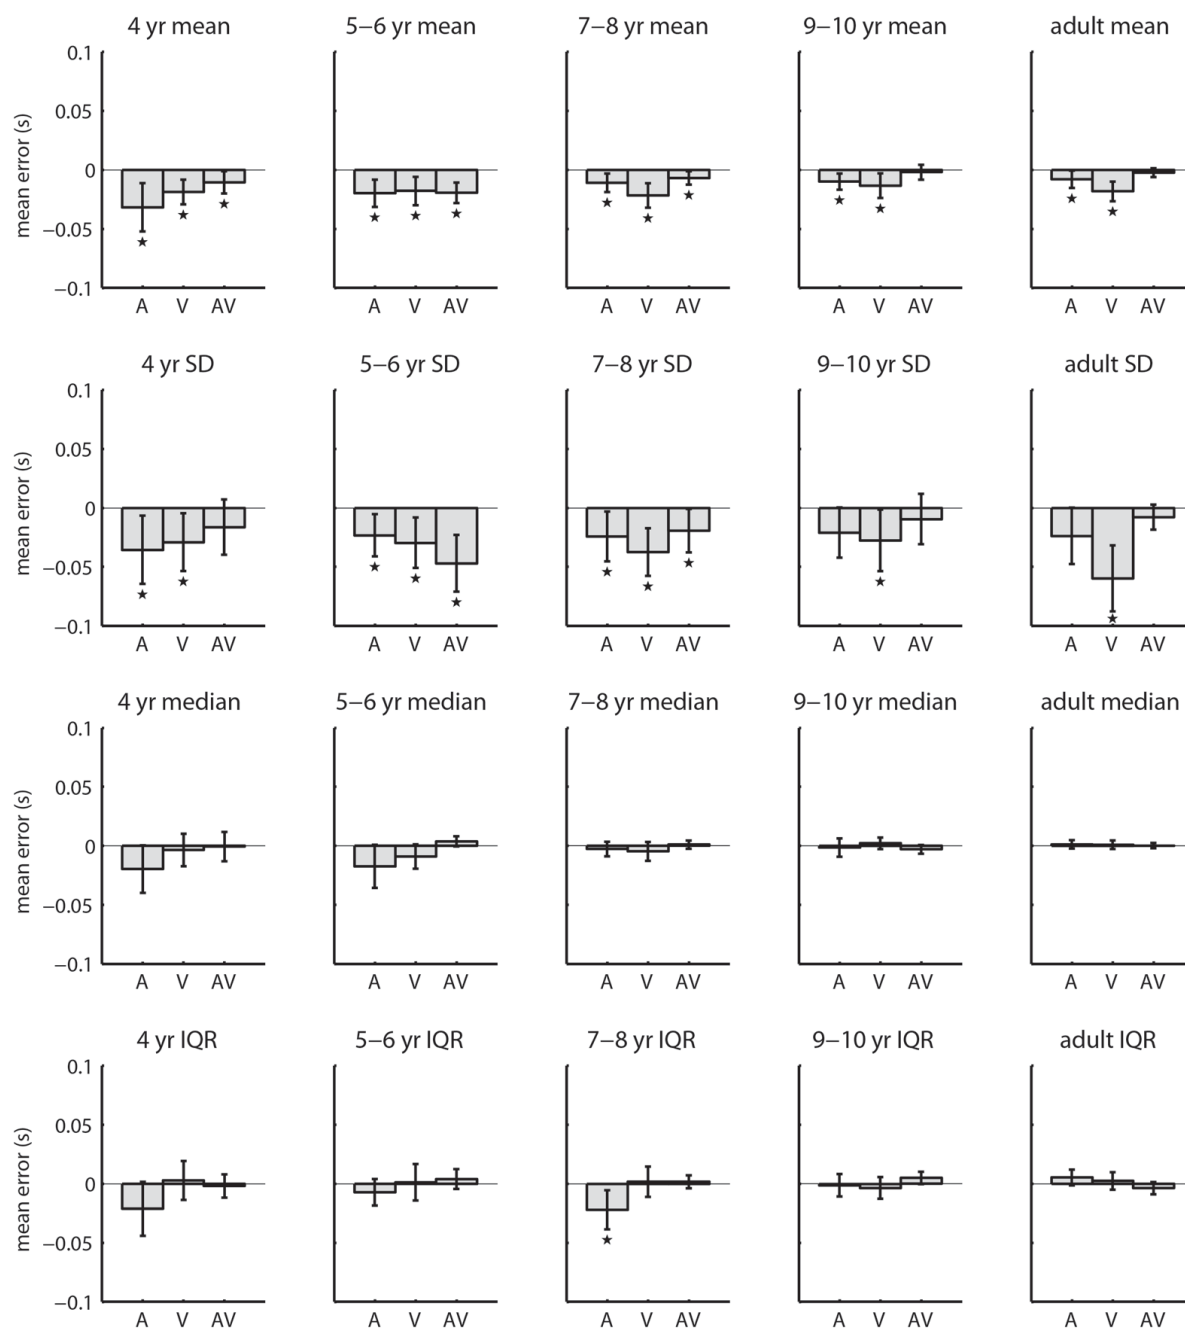 4 yr mean 5–6 yr mean 7–8 yr mean 9–10 yr mean adult mean
0.1
0.05
0
−0.05
−0.1
mean error (s)
★ ★ ★ ★ ★ ★ ★ ★ ★ ★ ★ ★ ★
A V AV A V AV A V AV A V AV A V AV
4 yr SD 5–6 yr SD 7–8 yr SD 9–10 yr SD adult SD
0.1
0.05
0
−0.05
−0.1
mean error (s)
★ ★ ★ ★ ★ ★ ★ ★ ★ ★
A V AV A V AV A V AV A V AV A V AV
4 yr median 5–6 yr median 7–8 yr median 9–10 yr median adult median
0.1
0.05
0
−0.05
−0.1
mean error (s)
A V AV A V AV A V AV A V AV A V AV
4 yr IQR 5–6 yr IQR 7–8 yr IQR 9–10 yr IQR adult IQR
0.1
0.05
0
−0.05
−0.1
mean error (s)
★
A V AV A V AV A V AV A V AV A V AV